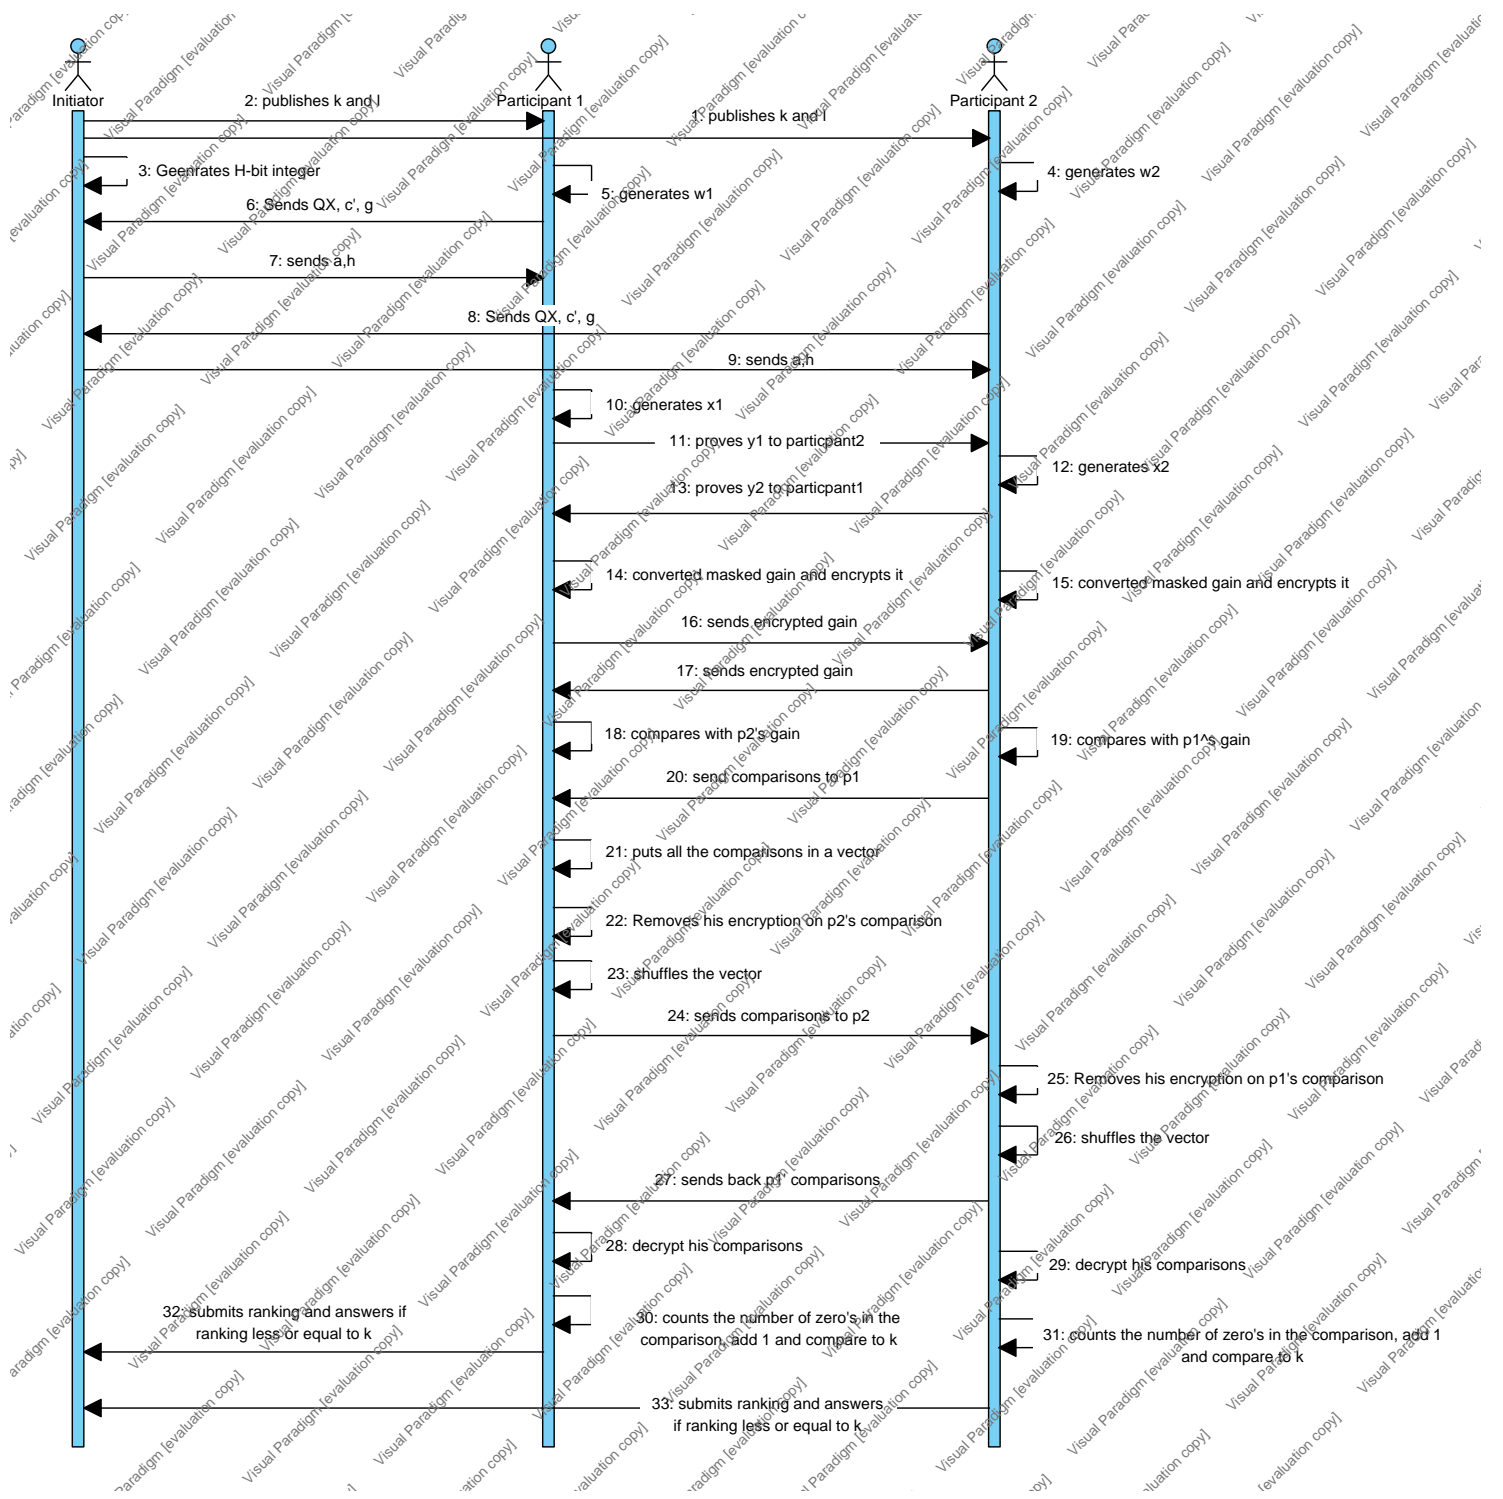 Initiator
Participant 1
Participant 2
2: publishes k and l
1: publishes k and l
3: Geenrates H-bit integer
5: generates w1
4: generates w2
6: Sends QX, c', g
7: sends a,h
8: Sends QX, c', g
9: sends a,h
10: generates x1
11: proves y1 to particpant2
12: generates x2
13: proves y2 to particpant1
14: converted masked gain and encrypts it
15: converted masked gain and encrypts it
16: sends encrypted gain
17: sends encrypted gain
18: compares with p2's gain
19: compares with p1^s gain
20: send comparisons to p1
21: puts all the comparisons in a vector
22: Removes his encryption on p2's comparison
23: shuffles the vector
24: sends comparisons to p2
25: Removes his encryption on p1's comparison
26: shuffles the vector
27: sends back p1' comparisons
28: decrypt his comparisons
29: decrypt his comparisons
32: submits ranking and answers if
ranking less or equal to k
30: counts the number of zero's in the
comparison, add 1 and compare to k
31: counts the number of zero's in the comparison, add 1
and compare to k
33: submits ranking and answers
if ranking less or equal to k
Visual Paradigm [evaluation copy]